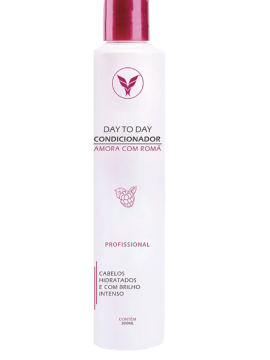 DAY TO DAY
CONDICIONADOR
AMORA COM ROMÃ
PROFISSIONAL
CABELOS
HIDRATADOS
E COM BRILHO
INTENSO
CONTÉM
300ML